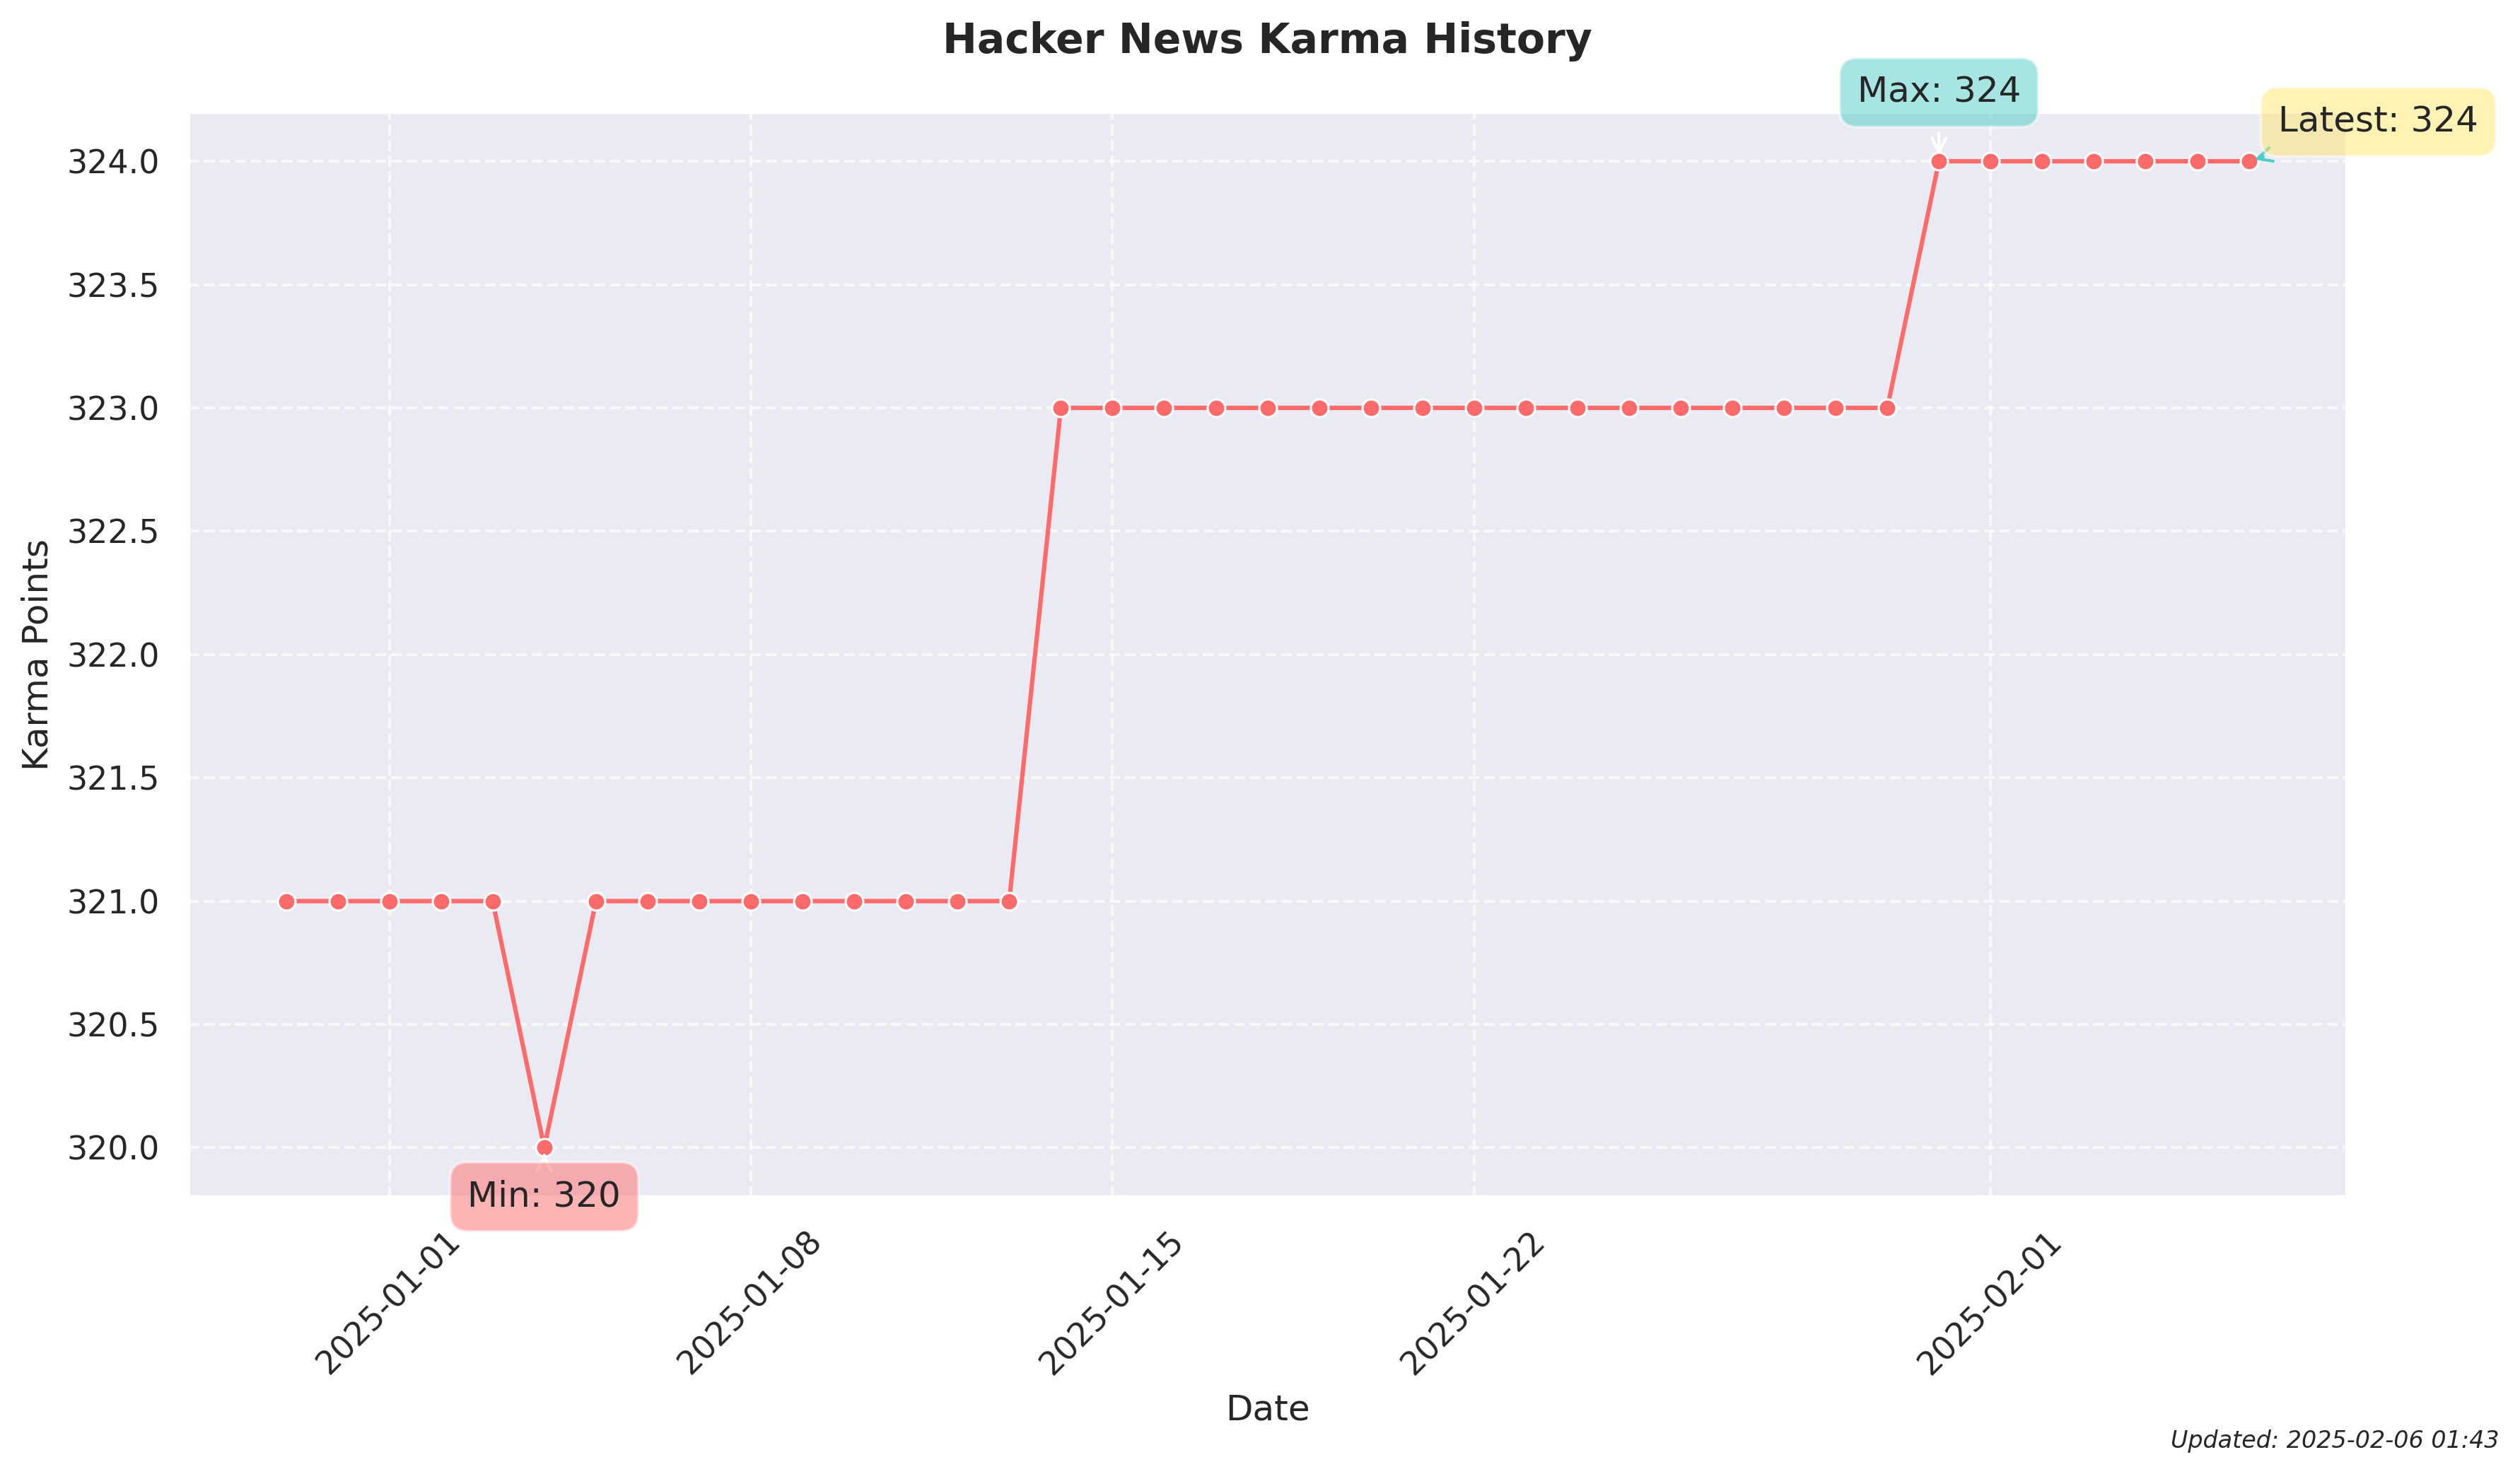 Hacker News Karma History
Max: 324
Latest: 324
324.0
323.5
323.0
322.5
322.0
321.5
321.0
320.5
320.0
Karma Points
Min: 320
2025-01-01
2025-01-08
2025-01-15
2025-01-22
2025-02-01
Date
Updated: 2025-02-06 01:43